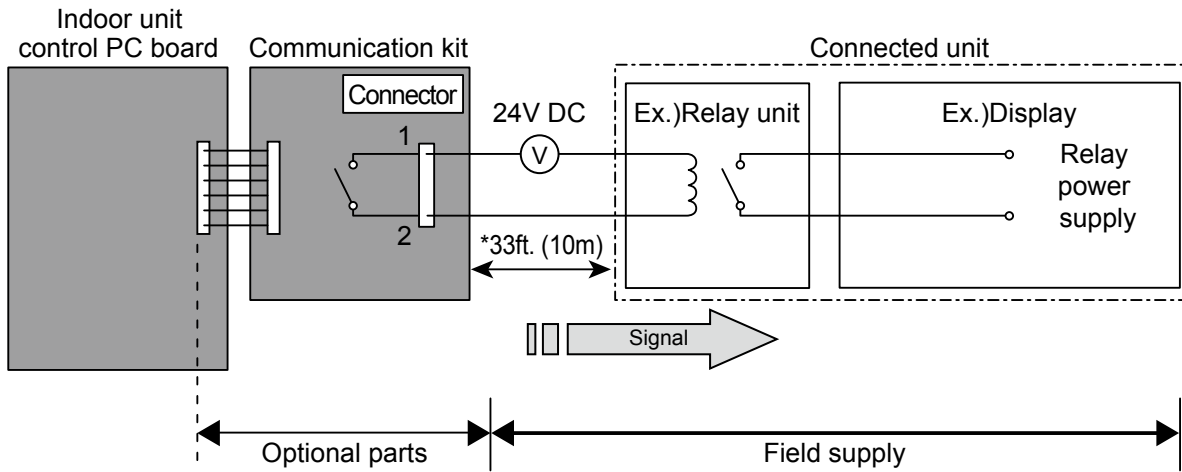 Indoor unit
control PC board
Communication kit
Connected unit
Connector
24V DC
Ex.)Relay unit
Ex.)Display
1
V
Relay
power
supply
2
*33ft. (10m)
Signal
Optional parts
Field supply